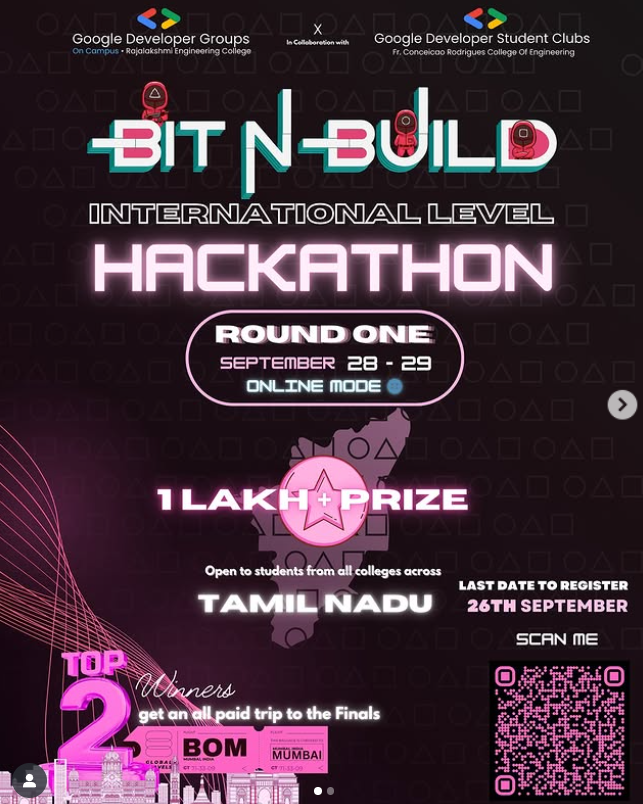 Google Developer Groups
On Campus • Rajalakshmi Engineering College
X
In Collaboration with
Google Developer Student Clubs
Fr. Conceicao Rodrigues College Of Engineering
BIT N BUILD
INTERNATIONAL LEVEL
HACKATHON
ROUND ONE
SEPTEMBER 28 - 29
ONLINE MODE
1 LAKH + PRIZE
Open to students from all colleges across
TAMIL NADU
LAST DATE TO REGISTER
26TH SEPTEMBER
SCAN ME
TOP
2
Winners
get an all paid trip to the Finals
BOM
MUMBAI, INDIA
MUMBAI